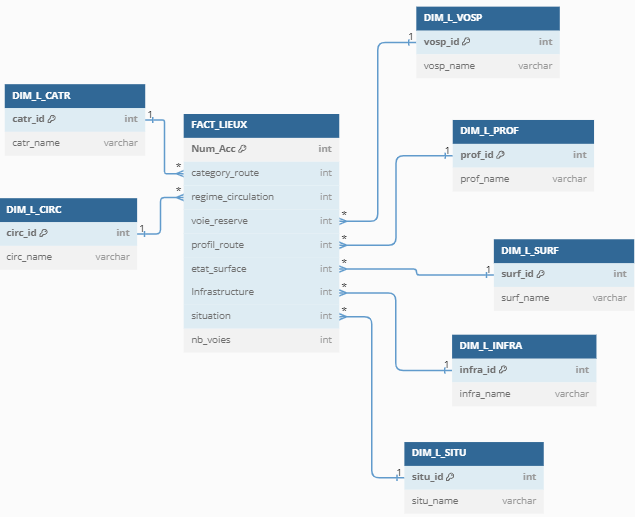 DIM_L_VOSP
vosp_id int
vosp_name varchar
DIM_L_CATR
catr_id int
catr_name varchar
FACT_LIEUX
Num_Acc int
category_route int
regime_circulation int
voie_reserve int
profil_route int
etat_surface int
Infrastructure int
situation int
nb_voies int
DIM_L_PROF
prof_id int
prof_name varchar
DIM_L_CIRC
circ_id int
circ_name varchar
DIM_L_SURF
surf_id int
surf_name varchar
DIM_L_INFRA
infra_id int
infra_name varchar
DIM_L_SITU
situ_id int
situ_name varchar
1
*
1
*
1
*
1
*
1
*
1
*
1
*